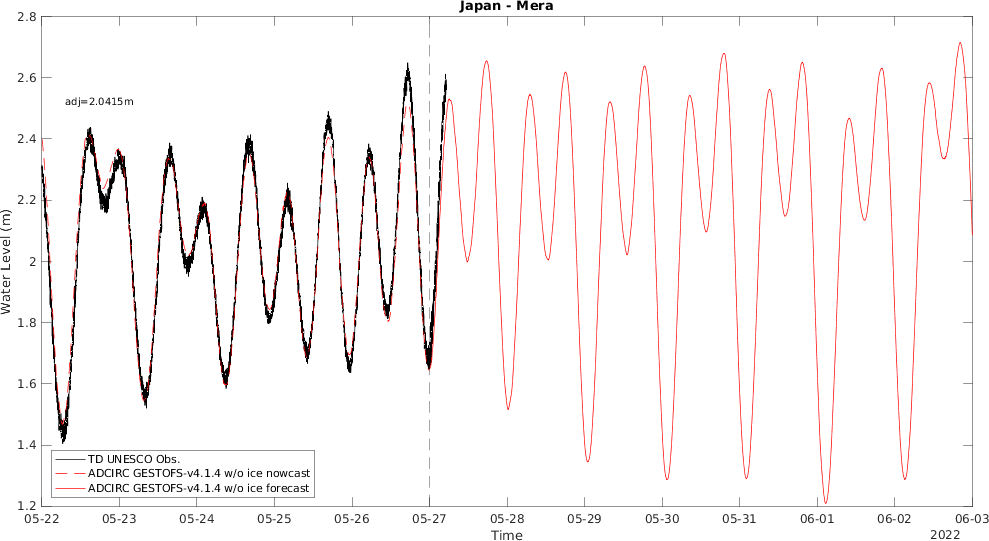 Japan - Mera
2.8
2.6
adj=2.0415m
2.4
2.2
Water Level (m)
2
1.8
1.6
1.4
TD UNESCO Obs.
ADCIRC GESTOFS-v4.1.4 w/o ice nowcast
ADCIRC GESTOFS-v4.1.4 w/o ice forecast
1.2
05-22 05-23 05-24 05-25 05-26 05-27 05-28 05-29 05-30 05-31 06-01 06-02 06-03
Time
2022